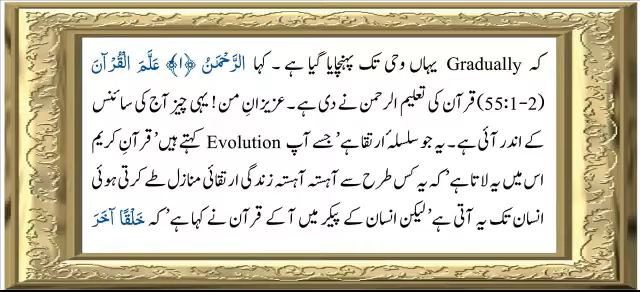 کہ Gradually یہاں وحی تک پہنچایا گیا ہے ۔ کہا الرَّحْمٰنُ ﴿۱﴾ عَلَّمَ الْقُرْآنَ
(55:1-2) قرآن کی تعلیم الرحمن نے دی ہے۔ عزیزانِ من! یہی چیز آج کی سائنس
کے اندر آئی ہے۔ یہ جو سلسلۂ ارتقا ہے’ جسے آپ Evolution کہتے ہیں’ قرآنِ کریم
اس میں یہ لاتا ہے’ کہ یہ کس طرح سے آہستہ آہستہ زندگی ارتقائی منازل طے کرتی ہوئی
انسان تک یہ آتی ہے’ لیکن انسان کے پیکر میں آ کے قرآن نے کہا ہے’ کہ خَلْقًا آخَرَ